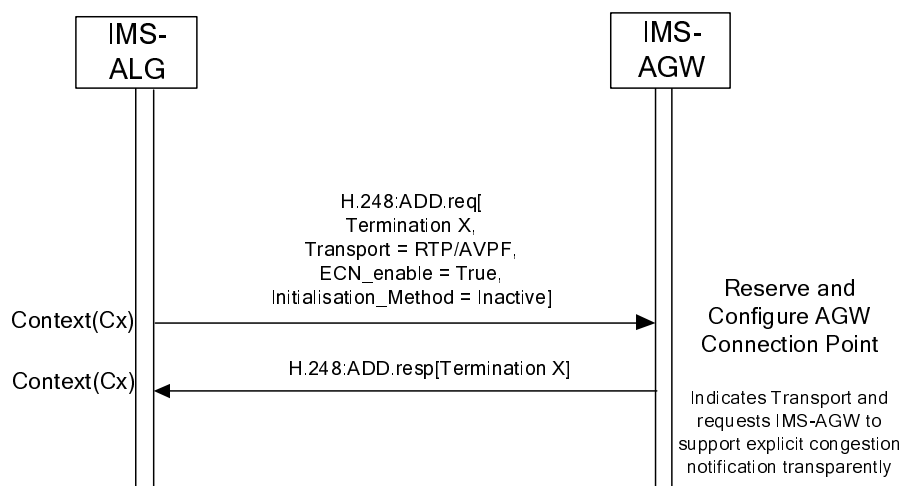 IMS-
ALG
IMS-
AGW
H.248:ADD.req[
Termination X,
Transport = RTP/AVPF,
ECN_enable = True,
Initialisation_Method = Inactive]
Context(Cx)
Reserve and
Configure AGW
Connection Point
H.248:ADD.resp[Termination X]
Context(Cx)
Indicates Transport and
requests IMS-AGW to
support explicit congestion
notification transparently